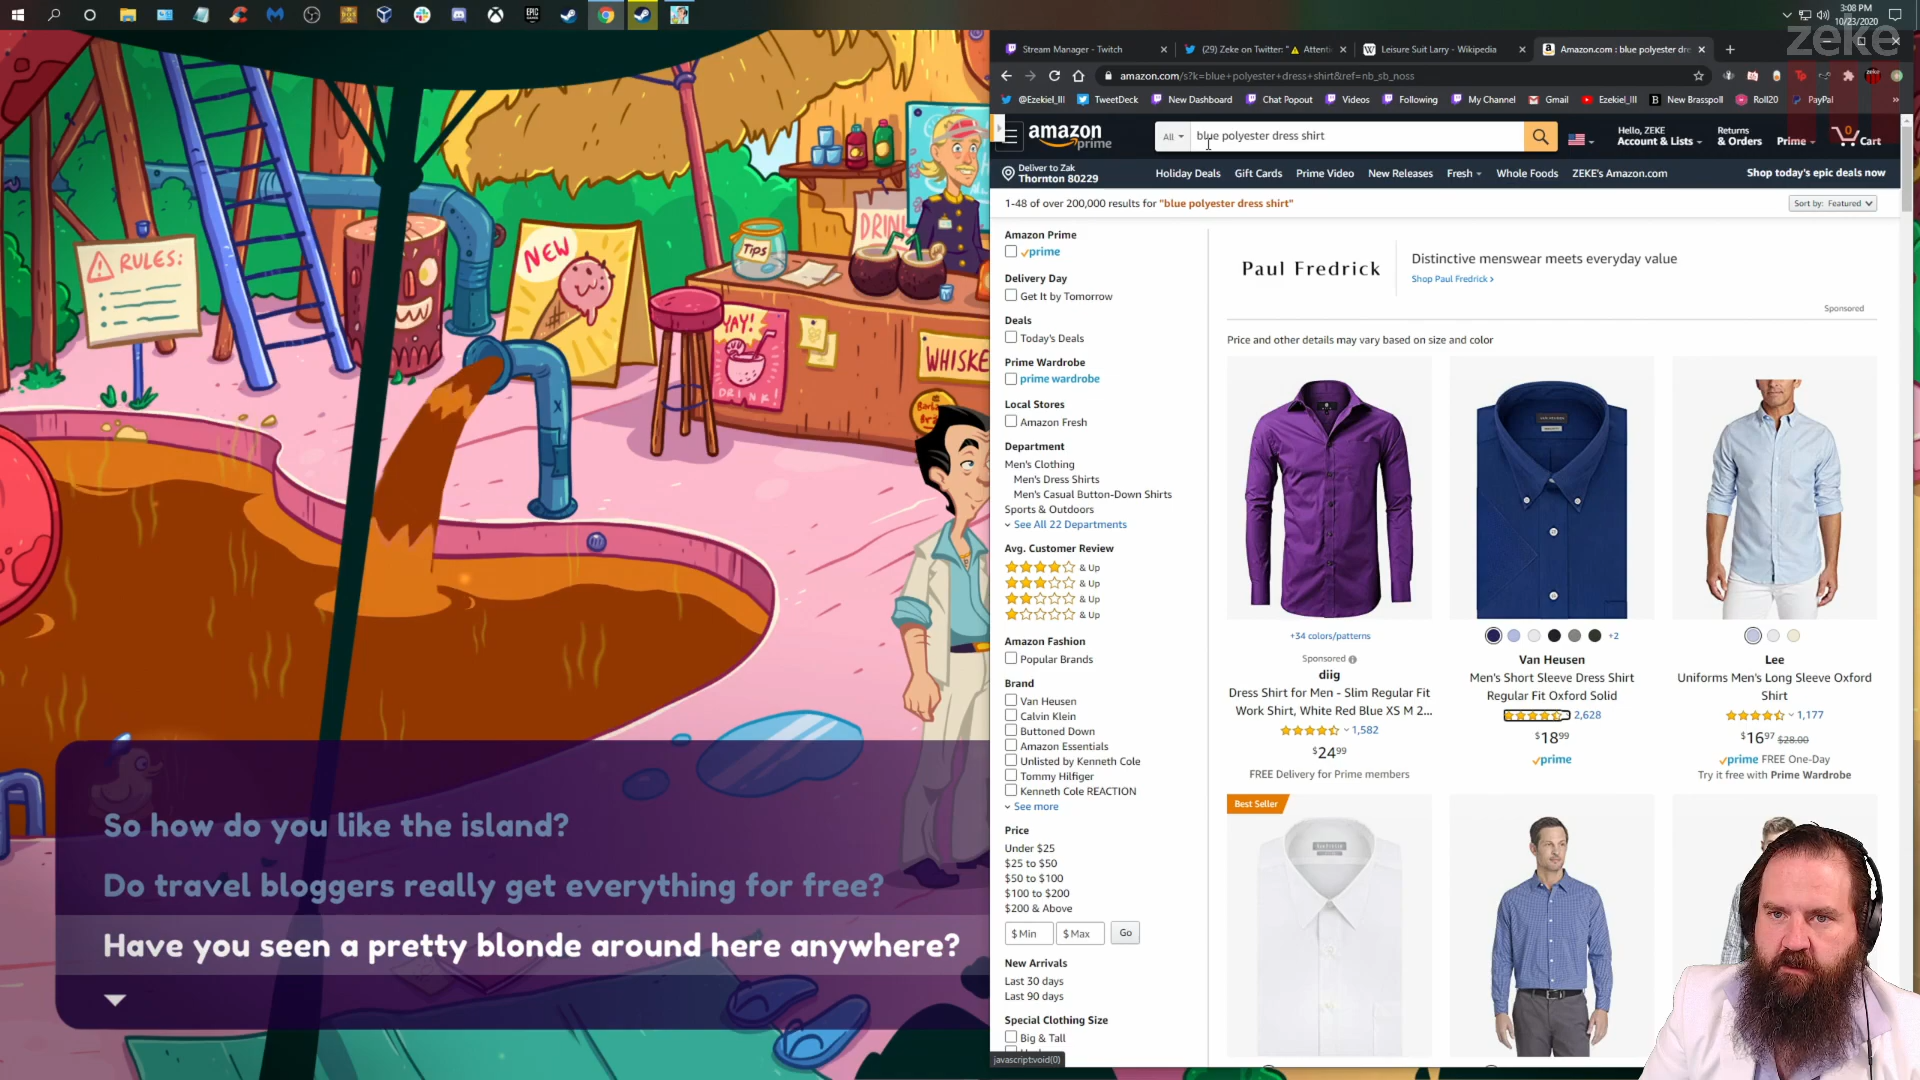 3:08 PM
10/23/2020
zeke
Stream Manager - Twitch
(29) Zeke on Twitter: "⚠ Attenti
Leisure Suit Larry - Wikipedia
Amazon.com : blue polyester dre
amazon.com/s?k=blue+polyester+dress+shirt&ref=nb_sb_noss
@Ezekiel_III
TweetDeck
New Dashboard
Chat Popout
Videos
Following
My Channel
Gmail
Ezekiel_III
New Brasspoll
Roll20
PayPal
amazon
prime
All
blue polyester dress shirt
Hello, ZEKE
Account & Lists
Returns
& Orders
Prime
0
Cart
Deliver to Zak
Thornton 80229
Holiday Deals
Gift Cards
Prime Video
New Releases
Fresh
Whole Foods
ZEKE's Amazon.com
Shop today's epic deals now
1-48 of over 200,000 results for "blue polyester dress shirt"
Sort by: Featured
Amazon Prime
prime
Delivery Day
Get It by Tomorrow
Deals
Today's Deals
Prime Wardrobe
prime wardrobe
Local Stores
Amazon Fresh
Department
Men's Clothing
Men's Dress Shirts
Men's Casual Button-Down Shirts
Sports & Outdoors
See All 22 Departments
Avg. Customer Review
& Up
& Up
& Up
& Up
Amazon Fashion
Popular Brands
Brand
Van Heusen
Calvin Klein
Buttoned Down
Amazon Essentials
Unlisted by Kenneth Cole
Tommy Hilfiger
Kenneth Cole REACTION
See more
Price
Under $25
$25 to $50
$50 to $100
$100 to $200
$200 & Above
$ Min
$ Max
Go
New Arrivals
Last 30 days
Last 90 days
Special Clothing Size
Big & Tall
javascript:void(0)
Paul Fredrick
Distinctive menswear meets everyday value
Shop Paul Fredrick ›
Sponsored
Price and other details may vary based on size and color
+34 colors/patterns
Sponsored
diig
Dress Shirt for Men - Slim Regular Fit
Work Shirt, White Red Blue XS M 2...
1,582
$2499
FREE Delivery for Prime members
+2
Van Heusen
Men's Short Sleeve Dress Shirt
Regular Fit Oxford Solid
2,628
$1899
prime
Lee
Uniforms Men's Long Sleeve Oxford
Shirt
1,177
$1697 $28.00
prime FREE One-Day
Try it free with Prime Wardrobe
Best Seller
RULES:
NEW
Tips
DRINK
YAY!
DRINK!
WHISKE
So how do you like the island?
Do travel bloggers really get everything for free?
Have you seen a pretty blonde around here anywhere?